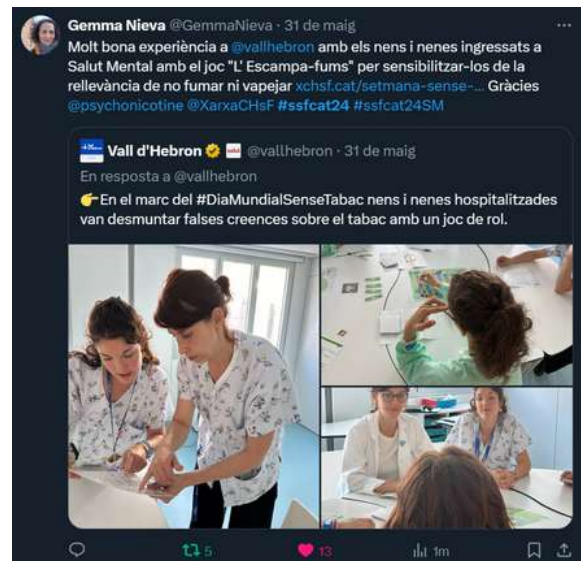 Gemma Nieva @GemmaNieva · 31 de maig
Molt bona experiència a @vallhebron amb els nens i nenes ingressats a
Salut Mental amb el joc "L' Escampa-fums" per sensibilitzar-los de la
rellevància de no fumar ni vapejar xchsf.cat/setmana-sense-... Gràcies
@psychonicotine @XarxaCHsF #ssfcat24 #ssfcat24SM
Vall d'Hebron @vallhebron · 31 de maig
En resposta a @vallhebron
👉En el marc del #DiaMundialSenseTabac nens i nenes hospitalitzades
van desmuntar falses creences sobre el tabac amb un joc de rol.
5 13 1m